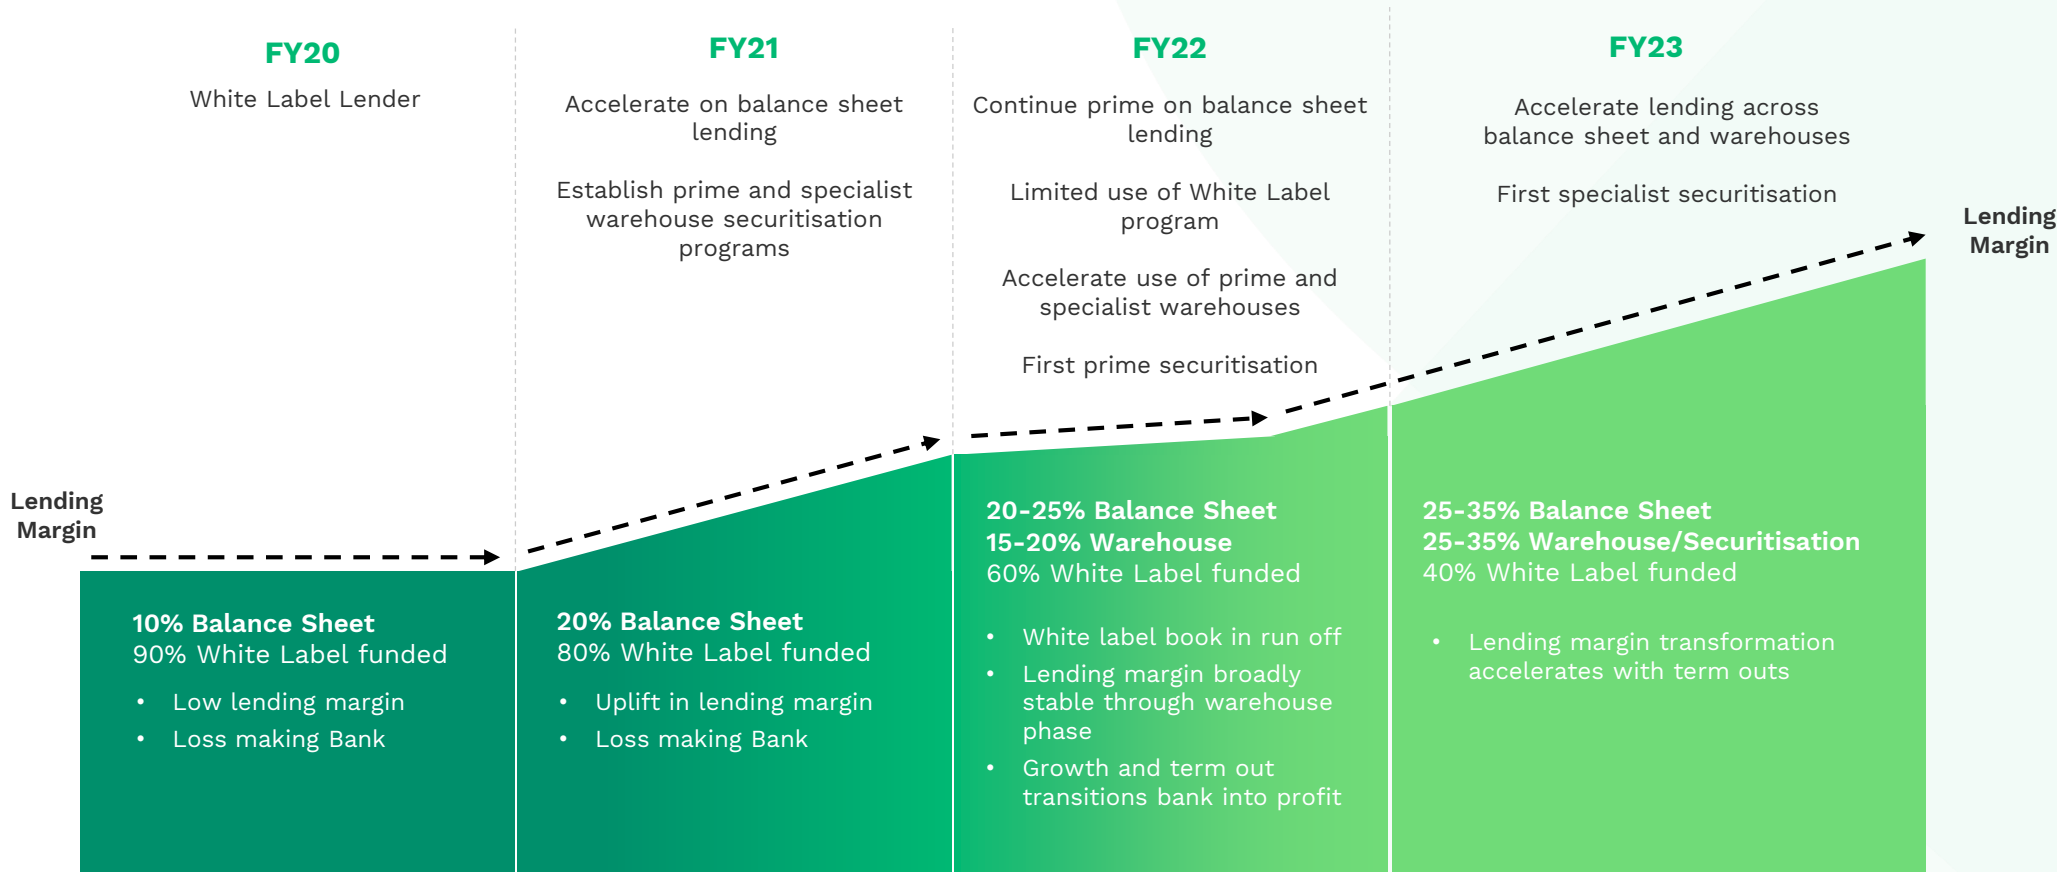 FY20
White Label Lender
FY21
Accelerate on balance sheet
lending
Establish prime and specialist
warehouse securitisation
programs
FY22
Continue prime on balance sheet
lending
Limited use of White Label
program
Accelerate use of prime and
specialist warehouses
First prime securitisation
FY23
Accelerate lending across
balance sheet and warehouses
First specialist securitisation
Lending
Margin
Lending
Margin
10% Balance Sheet
90% White Label funded
• Low lending margin
• Loss making Bank
20% Balance Sheet
80% White Label funded
• Uplift in lending margin
• Loss making Bank
20-25% Balance Sheet
15-20% Warehouse
60% White Label funded
• White label book in run off
• Lending margin broadly
stable through warehouse
phase
• Growth and term out
transitions bank into profit
25-35% Balance Sheet
25-35% Warehouse/Securitisation
40% White Label funded
• Lending margin transformation
accelerates with term outs